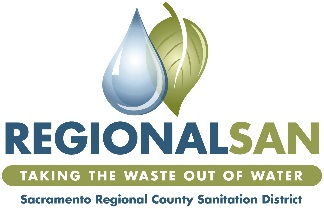 REGIONALSAN
TAKING THE WASTE OUT OF WATER
Sacramento Regional County Sanitation District